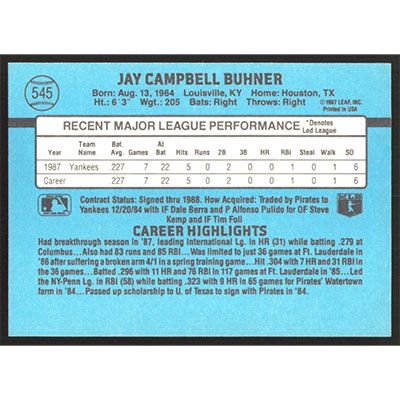 545
JAY CAMPBELL BUHNER
Born: Aug. 13, 1964 Louisville, KY Home: Houston, TX
Ht.: 6'3" Wgt.: 205 Bats: Right Throws: Right
©1987 LEAF, INC.
Printed in USA
RECENT MAJOR LEAGUE PERFORMANCE *Denotes Led League
Year Team Name Bat. Avg. Games At Bat Hits Runs 2B 3B HR RBI Steal Walk SO
1987 Yankees .227 7 22 5 0 2 0 0 1 0 1 6
Career .227 7 22 5 0 2 0 0 1 0 1 6
Contract Status: Signed thru 1988. How Acquired: Traded by Pirates to
Yankees 12/20/84 with IF Dale Berra and P Alfonso Pulido for OF Steve
Kemp and IF Tim Foli
CAREER HIGHLIGHTS
Had breakthrough season in '87, leading International Lg. in HR (31) while batting .279 at
Columbus...Also had 83 runs and 85 RBI...Was limited to just 36 games at Ft. Lauderdale in
'86 after suffering a broken arm 4/1 in a spring training game...Hit .304 with 7 HR and 31 RBI in
the 36 games...Batted .296 with 11 HR and 76 RBI in 117 games at Ft. Lauderdale in '85...Led
the NY-Penn Lg. in RBI (58) while batting .323 with 9 HR in 65 games for Pirates' Watertown
farm in '84...Passed up scholarship to U. of Texas to sign with Pirates in '84.